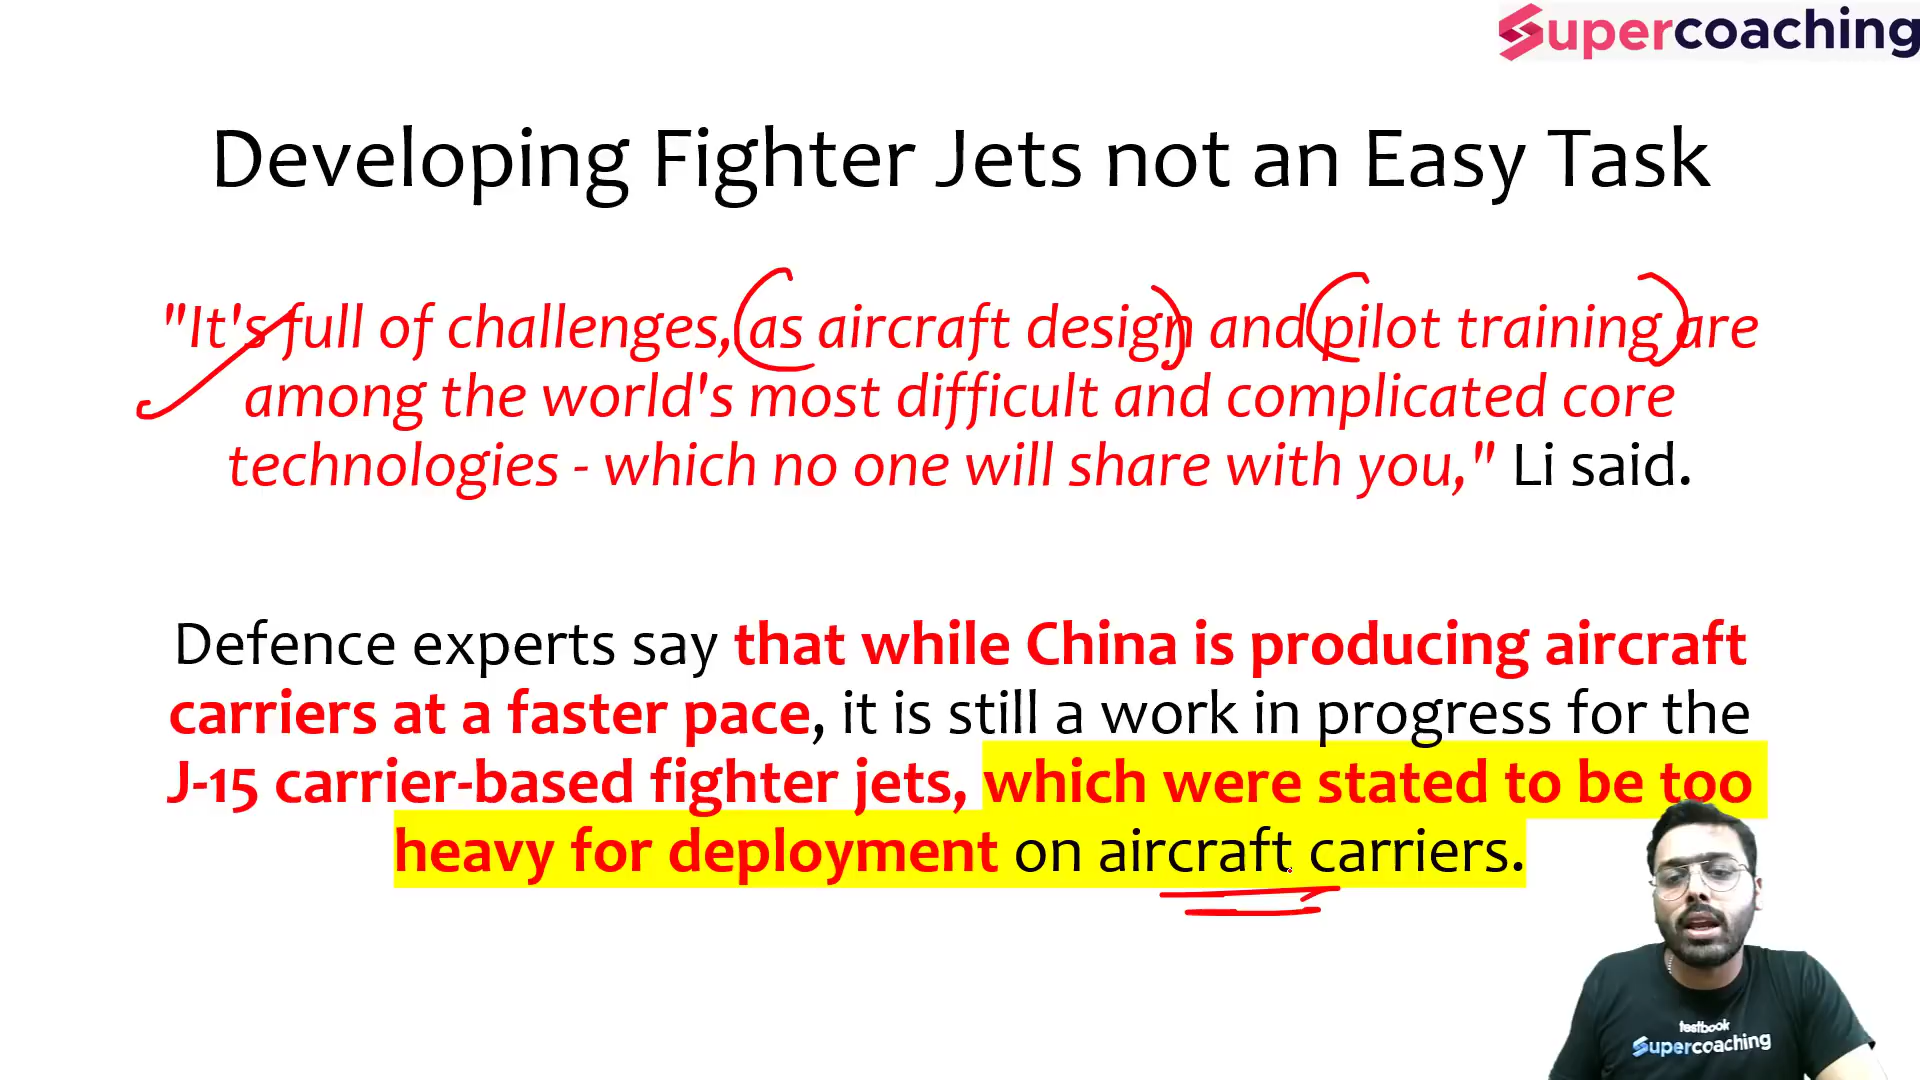 Supercoaching
Developing Fighter Jets not an Easy Task
"It's full of challenges, as aircraft design and pilot training are
among the world's most difficult and complicated core
technologies - which no one will share with you," Li said.
Defence experts say that while China is producing aircraft
carriers at a faster pace, it is still a work in progress for the
J-15 carrier-based fighter jets, which were stated to be too
heavy for deployment on aircraft carriers.
testbook
Supercoaching